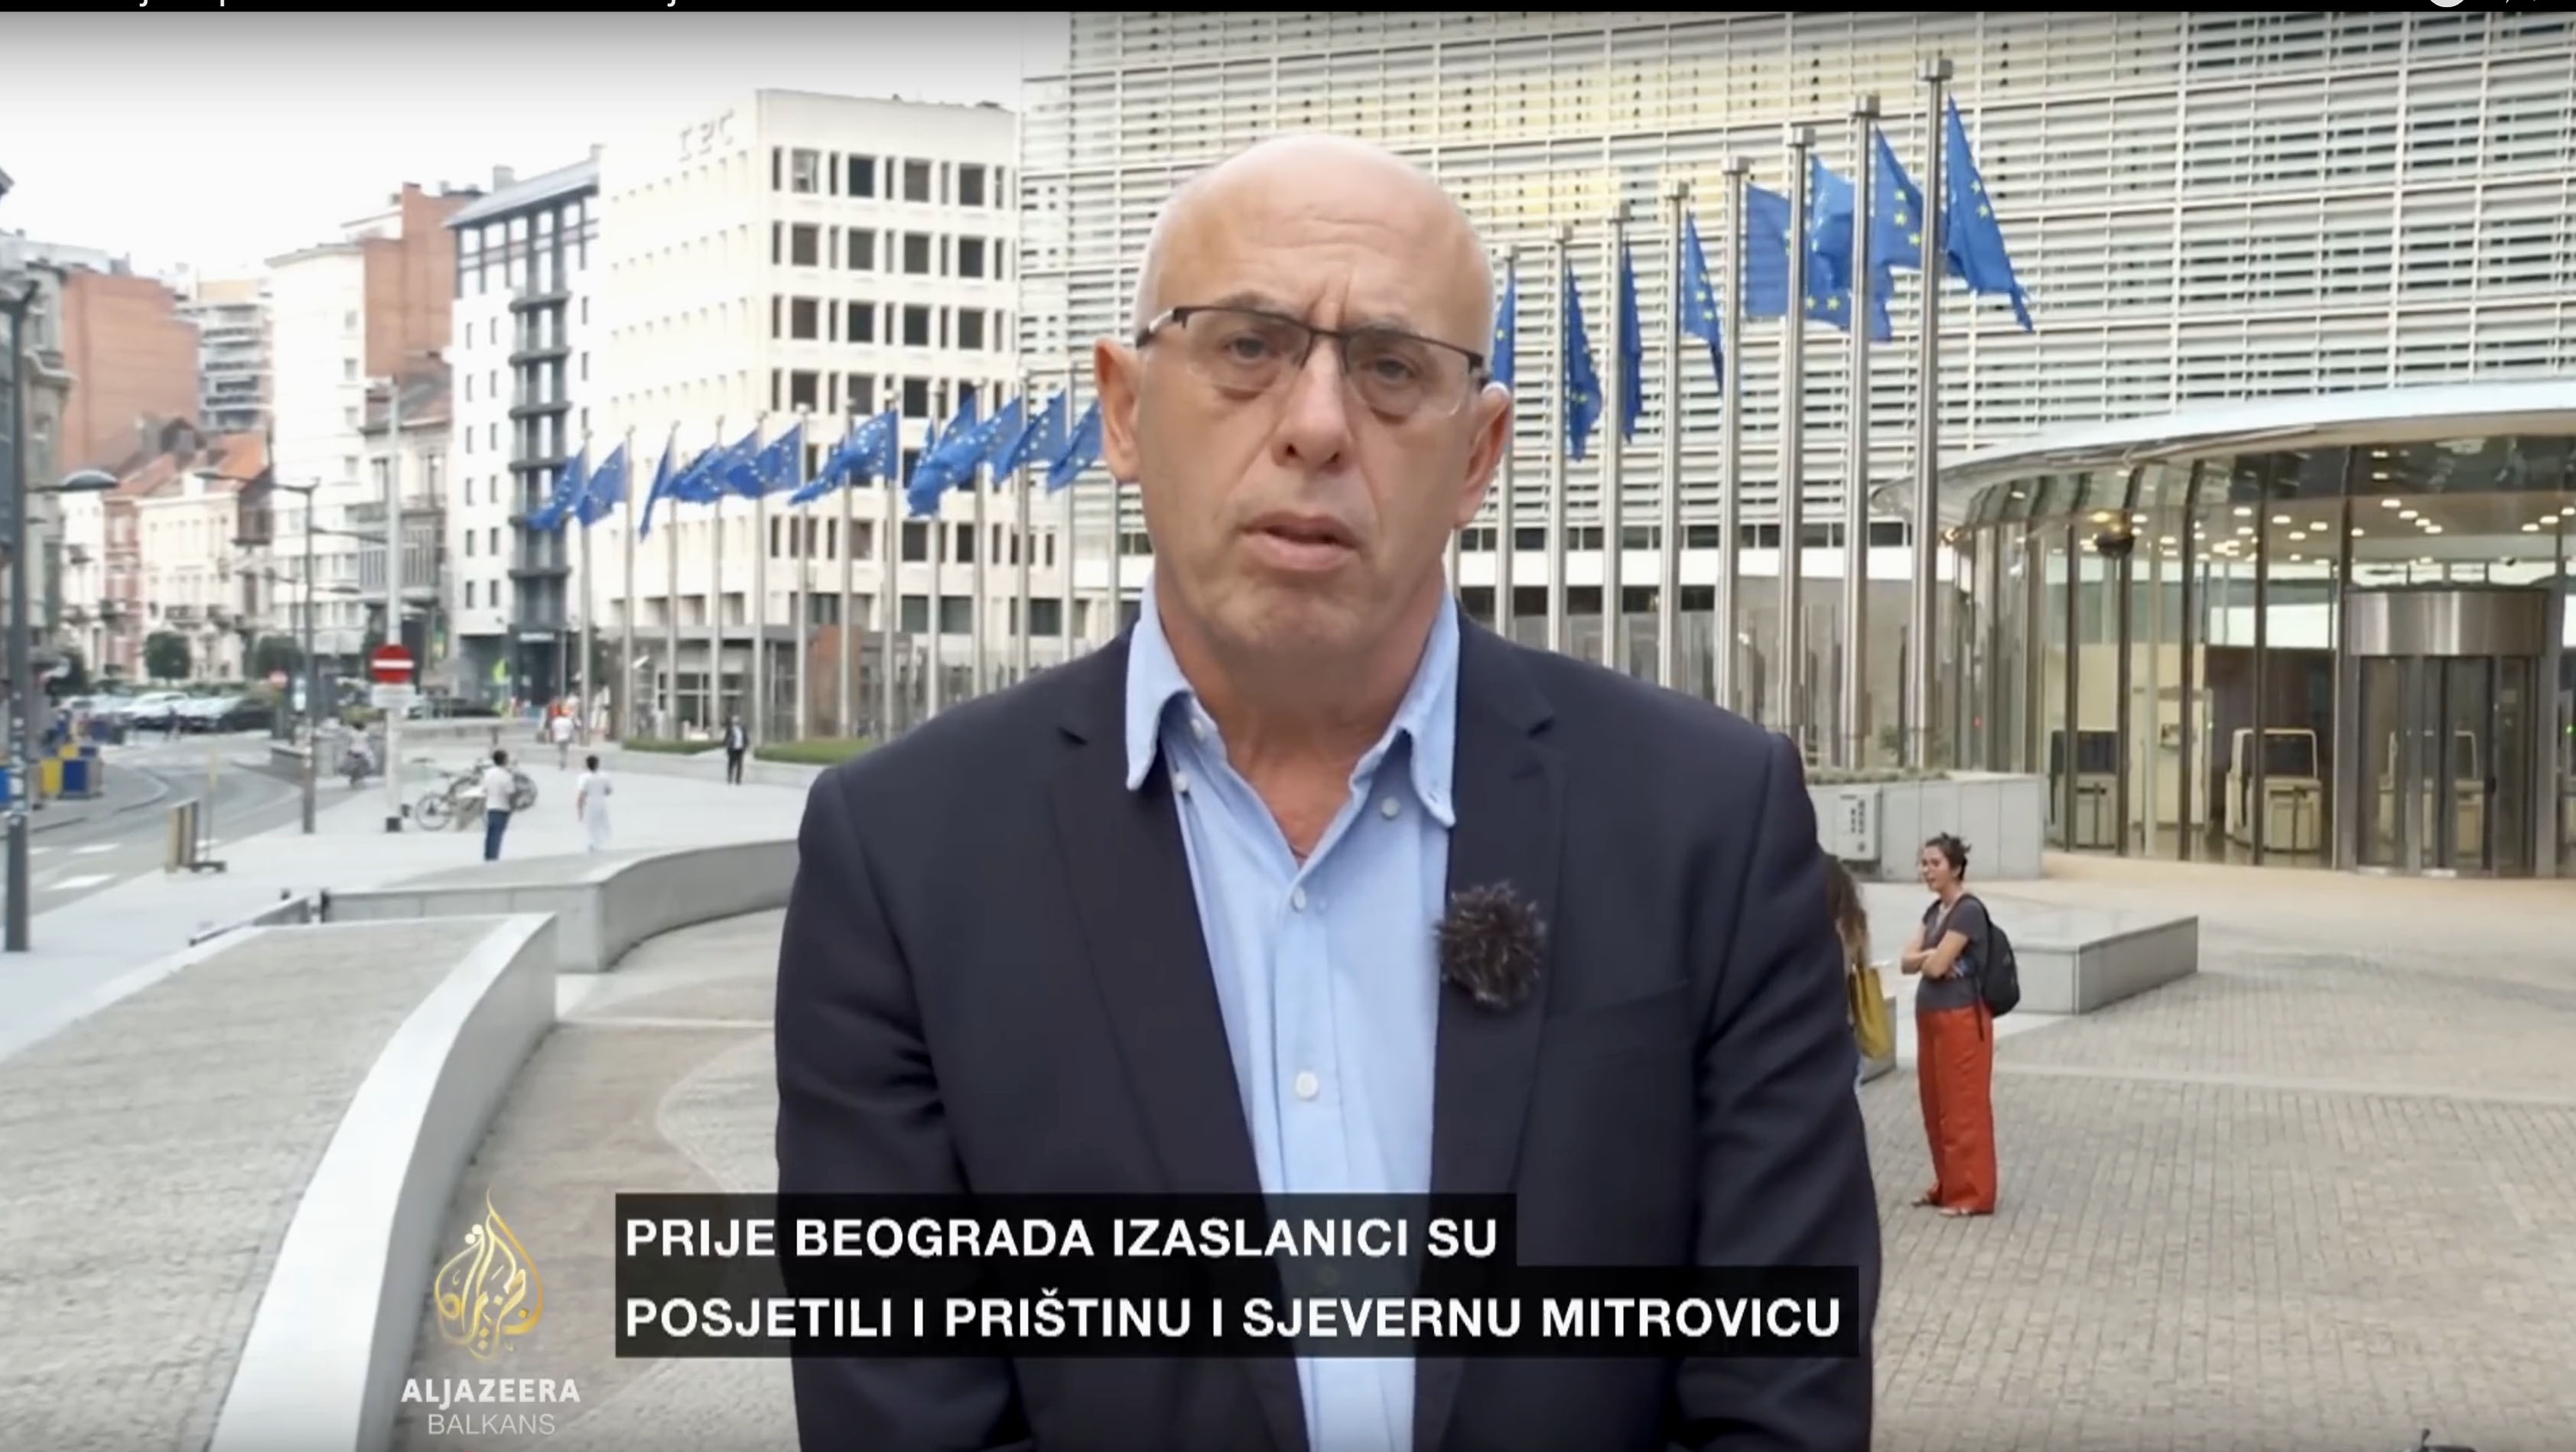 PRIJE BEOGRADA IZASLANICI SU
POSJETILI I PRIŠTINU I SJEVERNU MITROVICU
ALJAZEERA
BALKANS